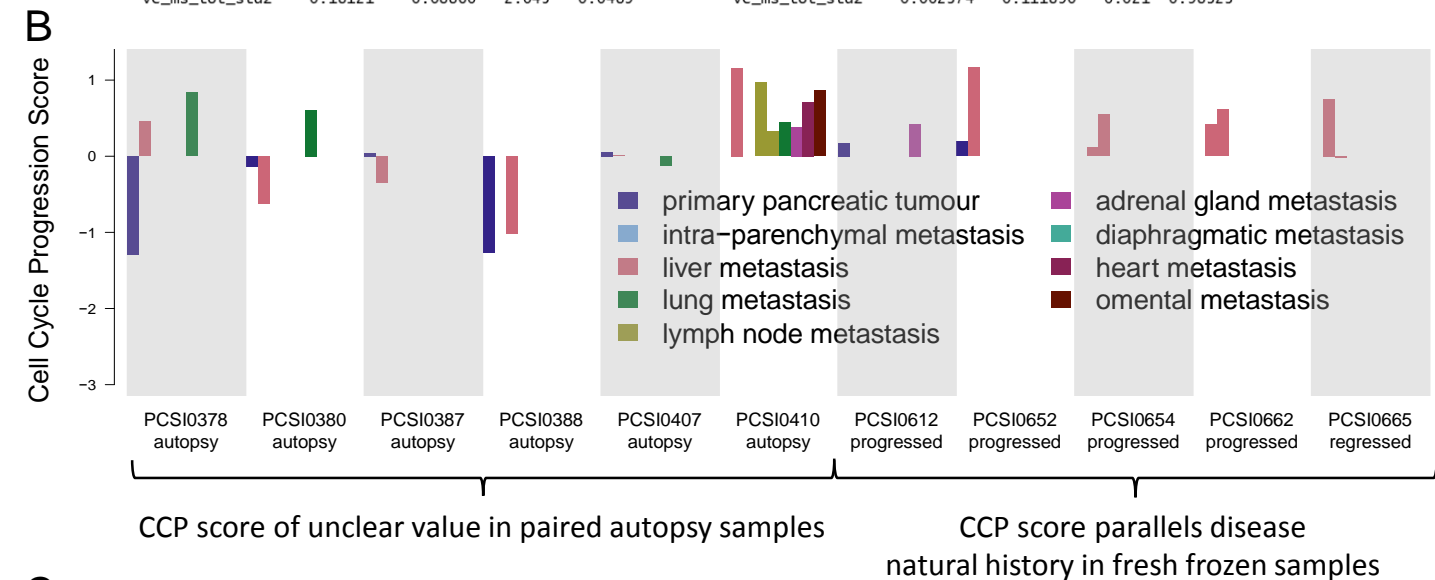 B
Cell Cycle Progression Score
1
0
−1
−2
−3
primary pancreatic tumour
intra−parenchymal metastasis
liver metastasis
lung metastasis
lymph node metastasis
adrenal gland metastasis
diaphragmatic metastasis
heart metastasis
omental metastasis
PCSI0378 PCSI0380 PCSI0387 PCSI0388 PCSI0407 PCSI0410 PCSI0612 PCSI0652 PCSI0654 PCSI0662 PCSI0665
autopsy autopsy autopsy autopsy autopsy autopsy progressed progressed progressed progressed regressed
CCP score of unclear value in paired autopsy samples
CCP score parallels disease
natural history in fresh frozen samples